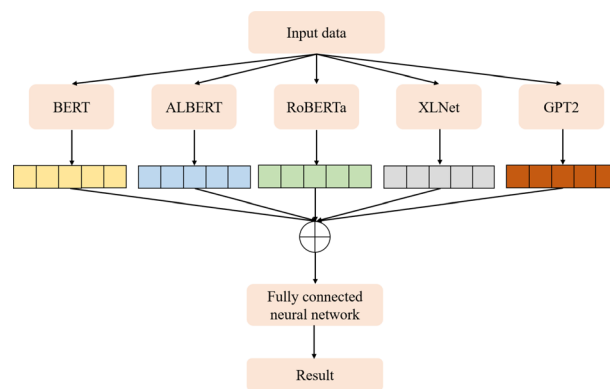 Input data
BERT
ALBERT
RoBERTa
XLNet
GPT2
Fully connected
neural network
Result